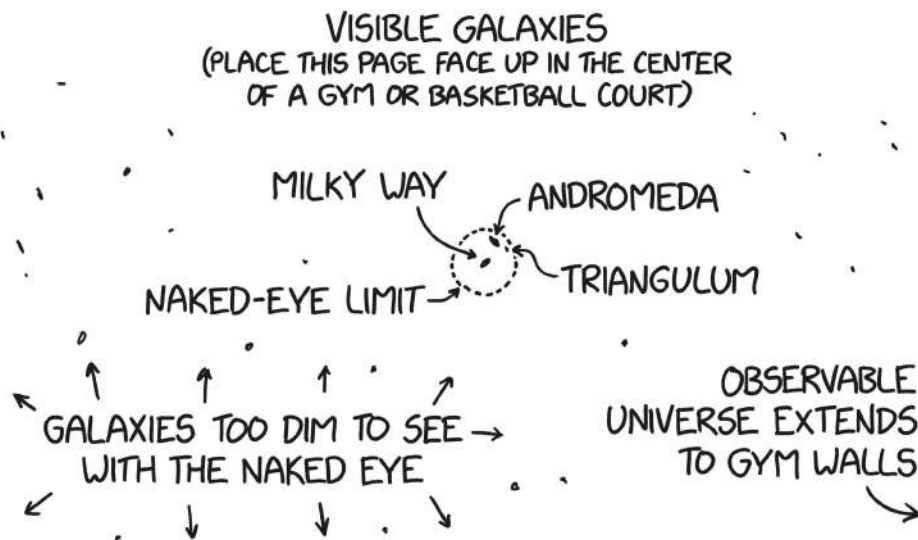 VISIBLE GALAXIES
(PLACE THIS PAGE FACE UP IN THE CENTER
OF A GYM OR BASKETBALL COURT)
MILKY WAY
ANDROMEDA
TRIANGULUM
NAKED-EYE LIMIT
GALAXIES TOO DIM TO SEE
WITH THE NAKED EYE
OBSERVABLE
UNIVERSE EXTENDS
TO GYM WALLS